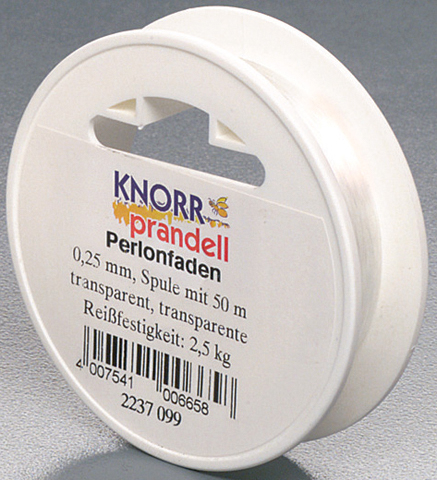 KNORR
prandell
Perlonfaden
0,25 mm, Spule mit 50 m
transparent, transparente
Reißfestigkeit: 2,5 kg
4 007541 006658
2237 099